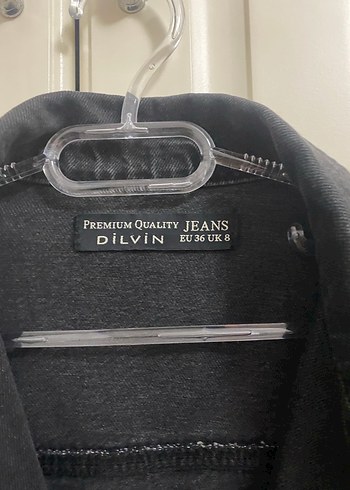 PREMIUM QUALITY JEANS
DİLVİN EU 36 UK 8